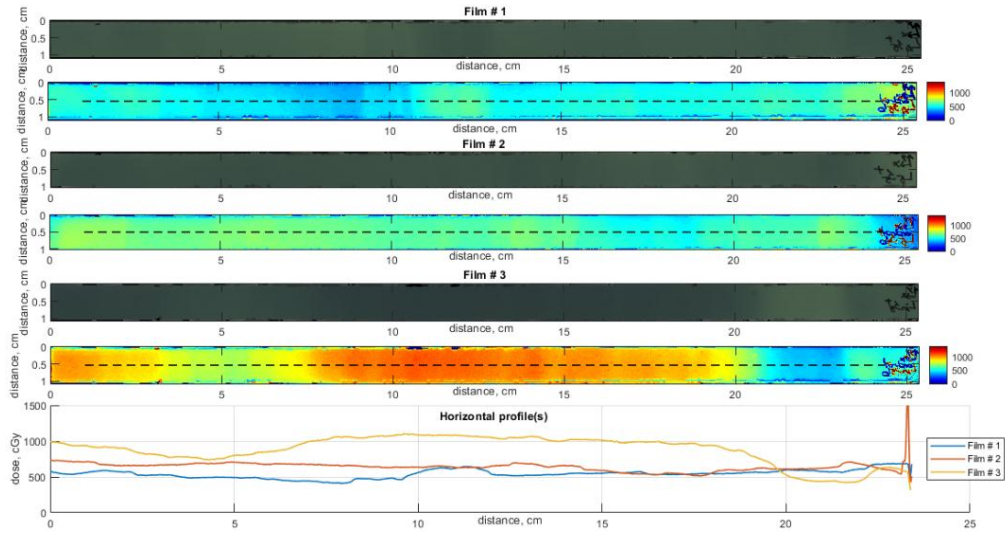 Film # 1
distance, cm
0
0.5
1
0 5 10 15 20 25
distance, cm
distance, cm
0
0.5
1
0 5 10 15 20 25
distance, cm
1000
500
0
Film # 2
distance, cm
0
0.5
1
0 5 10 15 20 25
distance, cm
distance, cm
0
0.5
1
0 5 10 15 20 25
distance, cm
1000
500
0
Film # 3
distance, cm
0
0.5
1
0 5 10 15 20 25
distance, cm
distance, cm
0
0.5
1
1000
500
0
Horizontal profile(s)
dose, cGy
1500
1000
500
0
0 5 10 15 20 25
distance, cm
Film # 1
Film # 2
Film # 3